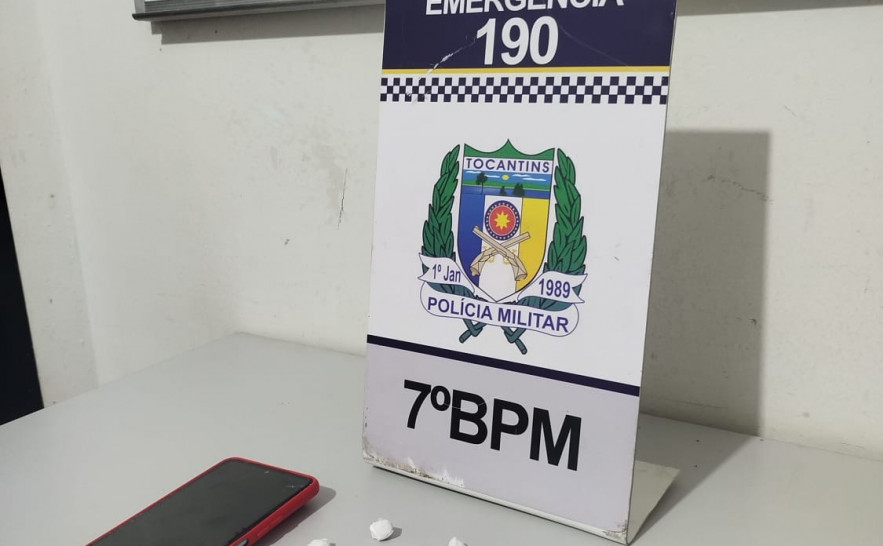 EMERGÊNCIA
190
TOCANTINS
1º Jan
1989
POLÍCIA MILITAR
7ºBPM